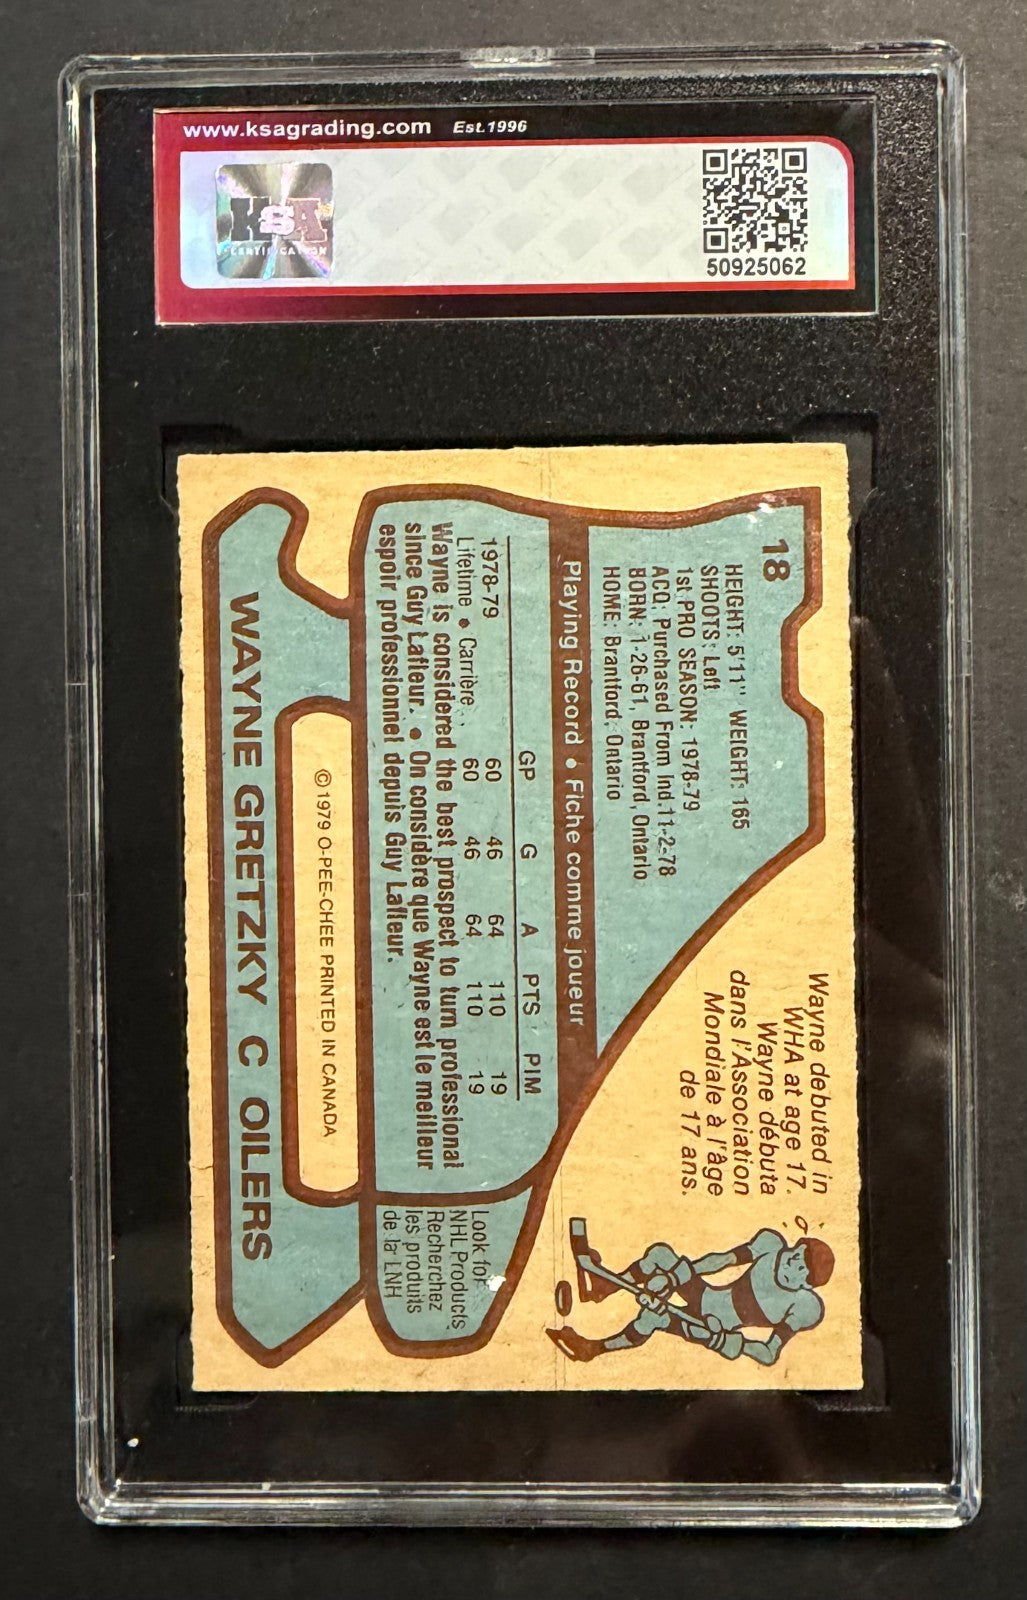 www.ksagrading.com Est.1996
KSA
CERTIFICATION
50925062
18
HEIGHT: 5'11" WEIGHT: 165
SHOOTS: Left
1st PRO SEASON: 1978-79
ACQ: Purchased From Ind 11-2-78
BORN: 1-26-61, Brantford, Ontario
HOME: Brantford, Ontario
Wayne debuted in
WHA at age 17.
Wayne débuta
dans l'Association
Mondiale à l'âge
de 17 ans.
Playing Record • Fiche comme joueur
GP G A PTS PIM
1978-79 60 46 64 110 19
Lifetime • Carrière.. 60 46 64 110 19
Wayne is considered the best prospect to turn professional
since Guy Lafleur. • On considère que Wayne est le meilleur
espoir professionnel depuis Guy Lafleur.
Look for
NHL Products
Recherchez
les produits
de la LNH
© 1979 O-PEE-CHEE PRINTED IN CANADA
WAYNE GRETZKY C OILERS